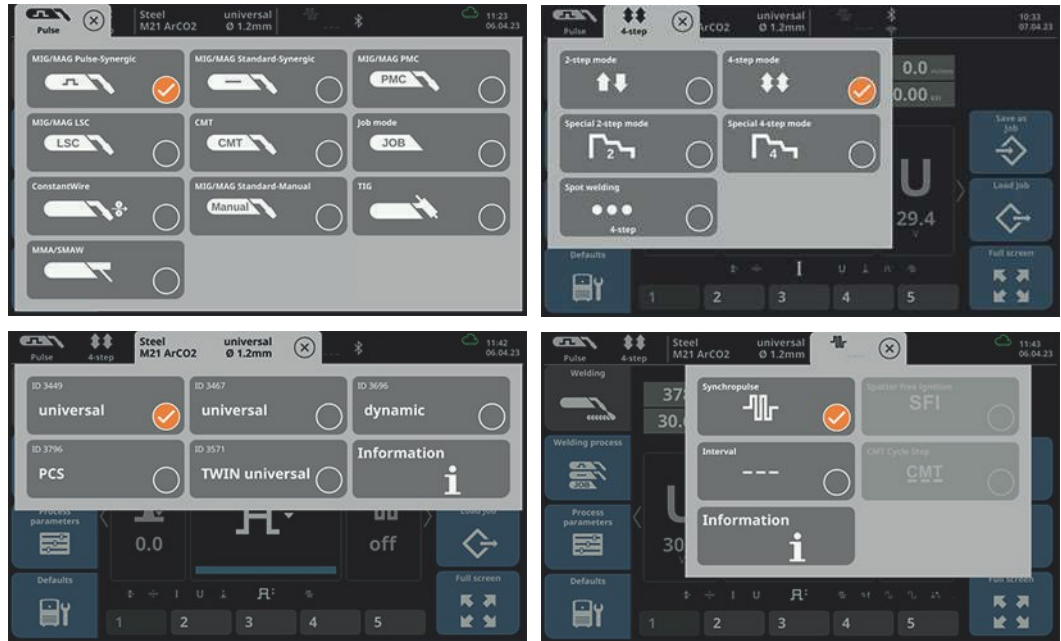 Pulse
Steel universal
M21 ArCO2 Ø 1.2mm
11:23
06.04.23
MIG/MAG Pulse-Synergic
MIG/MAG Standard-Synergic
MIG/MAG PMC
PMC
MIG/MAG LSC
LSC
CMT
CMT
Job mode
JOB
ConstantWire
MIG/MAG Standard-Manual
Manual
TIG
MMA/SMAW
Pulse
4-step
universal
ArCO2 Ø 1.2mm
10:33
07.04.23
2-step mode
4-step mode
Special 2-step mode
2
Special 4-step mode
4
Spot welding
4-step
0.0
0.00
Save as
Job
U
29.4
V
Load Job
Defaults
Full screen
I
U
1 2 3 4 5
Pulse
4-step
Steel universal
M21 ArCO2 Ø 1.2mm
11:42
06.04.23
ID 3449
universal
ID 3467
universal
ID 3696
dynamic
ID 3796
PCS
ID 3571
TWIN universal
Information
i
Process
parameters
0.0
off
Load Job
Defaults
Full screen
I U
1 2 3 4 5
Pulse
4-step
Steel universal
M21 ArCO2 Ø 1.2mm
11:43
06.04.23
Welding
Synchropulse
Spatter Free Ignition
SFI
Welding process
JOB
Interval
CMT Cycle Step
CMT
Process
parameters
Information
i
30
Defaults
Full screen
I U
1 2 3 4 5